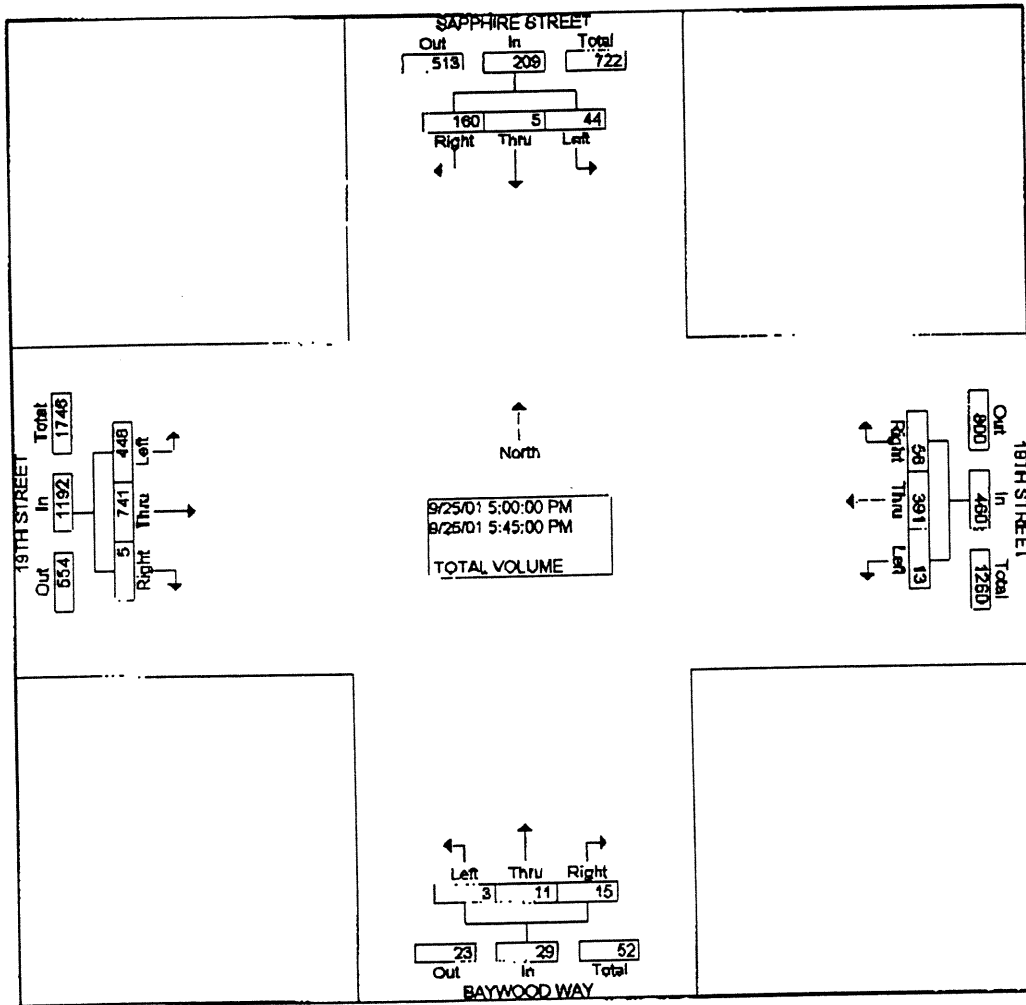 SAPPHIRE STREET
Out In Total
513 209 722
160 5 44
Right Thru Left
19TH STREET
Total In Out
1746 1192 554
446 741 5
Left Thru Right
North
9/25/01 5:00:00 PM
9/25/01 5:45:00 PM
TOTAL VOLUME
Right Thru Left
56 391 13
Out In Total
800 460 1260
19TH STREET
Left Thru Right
3 11 15
23 29 52
Out In Total
BAYWOOD WAY